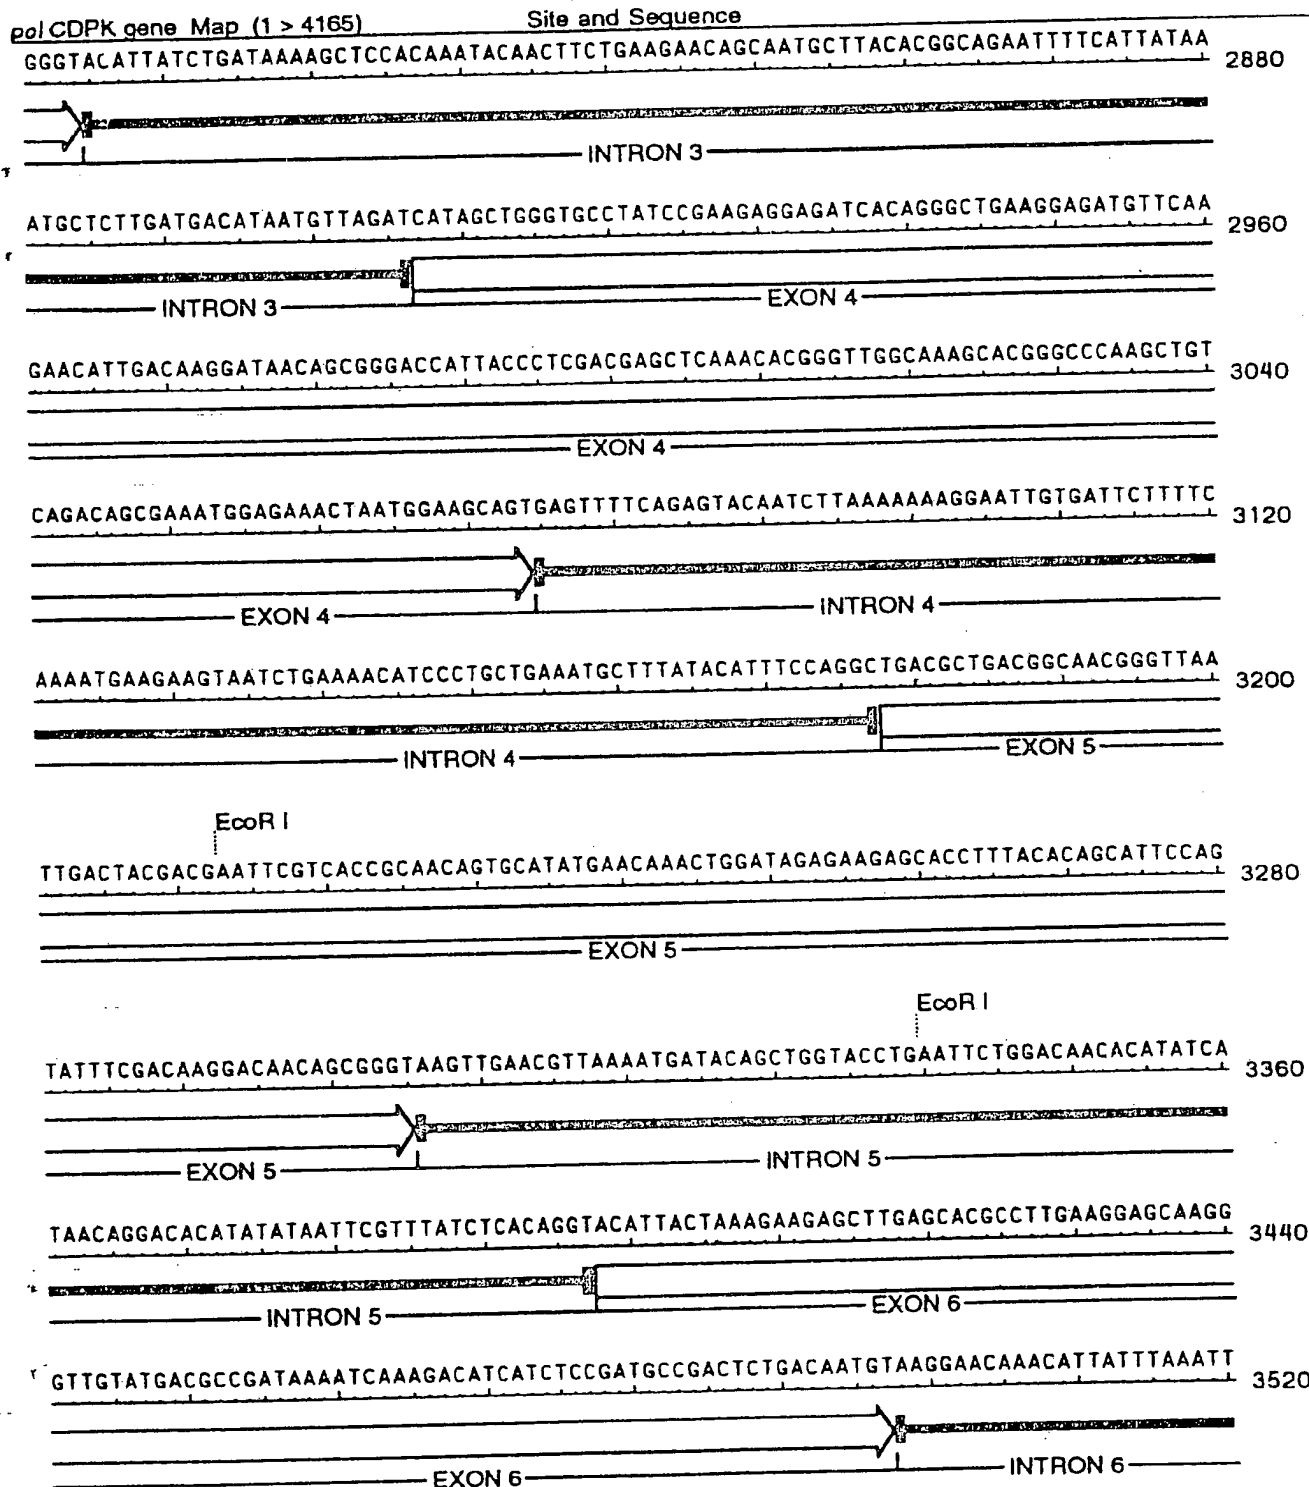 pol CDPK gene Map (1 > 4165) Site and Sequence
GGGTACATTATCTGATAAAAGCTCCACAAATACAACTTCTGAAGAACAGCAATGCTTACACGGCAGAATTTTCATTATAA 2880
INTRON 3
ATGCTCTTGATGACATAATGTTAGATCATAGCTGGGTGCCTATCCGAAGAGGAGATCACAGGGCTGAAGGAGATGTTCAA 2960
INTRON 3 EXON 4
GAACATTGACAAGGATAACAGCGGGACCATTACCCTCGACGAGCTCAAACACGGGTTGGCAAAGCACGGGCCCAAGCTGT 3040
EXON 4
CAGACAGCGAAATGGAGAAACTAATGGAAGCAGTGAGTTTTCAGAGTACAATCTTAAAAAAAGGAATTGTGATTCTTTTC 3120
EXON 4 INTRON 4
AAAATGAAGAAGTAATCTGAAAACATCCCTGCTGAAATGCTTTATACATTTCCAGGCTGACGCTGACGGCAACGGGTTAA 3200
INTRON 4 EXON 5
EcoR I
TTGACTACGACGAATTCGTCACCGCAACAGTGCATATGAACAAACTGGATAGAGAAGAGCACCTTTACACAGCATTCCAG 3280
EXON 5
EcoR I
TATTTCGACAAGGACAACAGCGGGTAAGTTGAACGTTAAAATGATACAGCTGGTACCTGAATTCTGGACAACACATATCA 3360
EXON 5 INTRON 5
TAACAGGACACATATATAATTCGTTTATCTCACAGGTACATTACTAAAGAAGAGCTTGAGCACGCCTTGAAGGAGCAAGG 3440
INTRON 5 EXON 6
GTTGTATGACGCCGATAAAATCAAAGACATCATCTCCGATGCCGACTCTGACAATGTAAGGAACAAACATTATTTAAATT 3520
EXON 6 INTRON 6